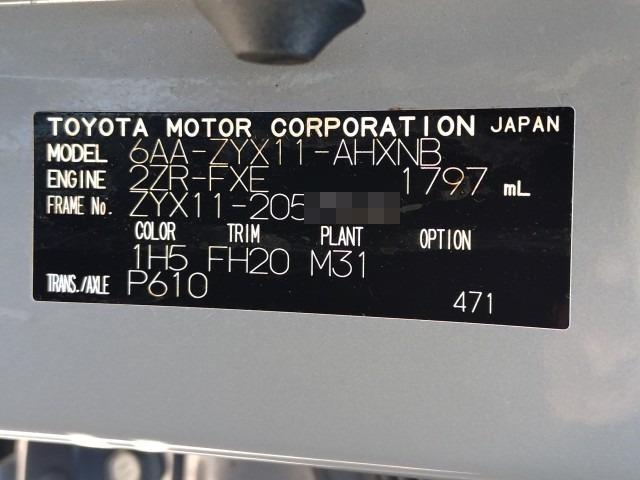 TOYOTA MOTOR CORPORATION JAPAN
MODEL 6AA-ZYX11-AHXNB
ENGINE 2ZR-FXE 1797 mL
FRAME No. ZYX11-205
COLOR TRIM PLANT OPTION
1H5 FH20 M31
TRANS./AXLE P610
471